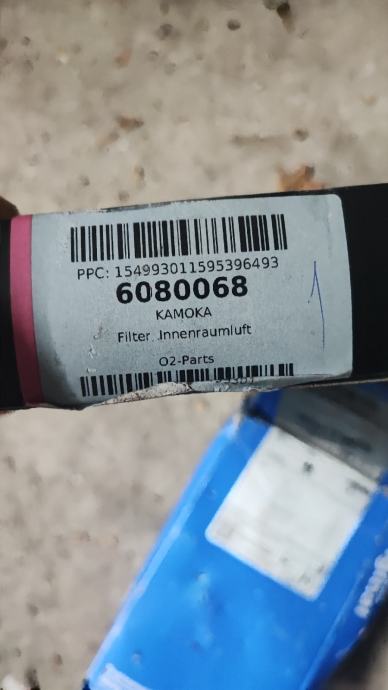 PPC: 154993011595396493
6080068
KAMOKA
Filter, Innenraumluft
O2-Parts